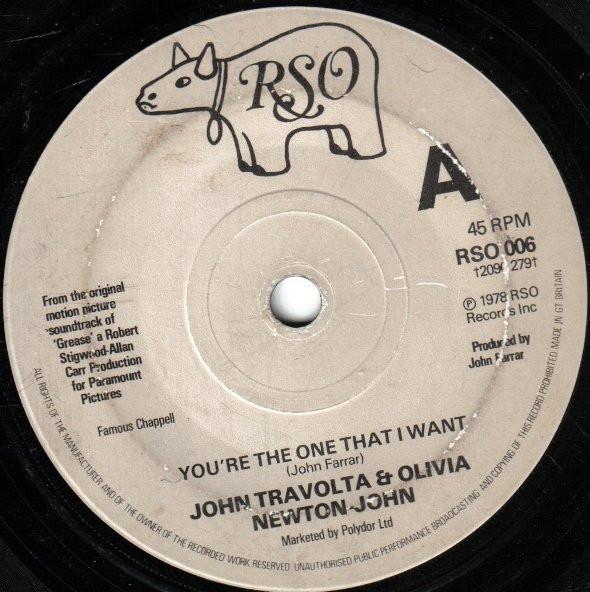 RSO
A
45 RPM
RSO 006
†2090 279†
Ⓟ 1978 RSO
Records Inc
Produced by
John Farrar
From the original
motion picture
soundtrack of
'Grease' a Robert
Stigwood-Allan
Carr Production
for Paramount
Pictures
Famous Chappell
YOU'RE THE ONE THAT I WANT
(John Farrar)
JOHN TRAVOLTA & OLIVIA
NEWTON-JOHN
Marketed by Polydor Ltd
ALL RIGHTS OF THE MANUFACTURER AND OF THE OWNER OF THE RECORDED WORK RESERVED UNAUTHORISED PUBLIC PERFORMANCE BROADCASTING AND COPYING OF THIS RECORD PROHIBITED MADE IN GT BRITAIN